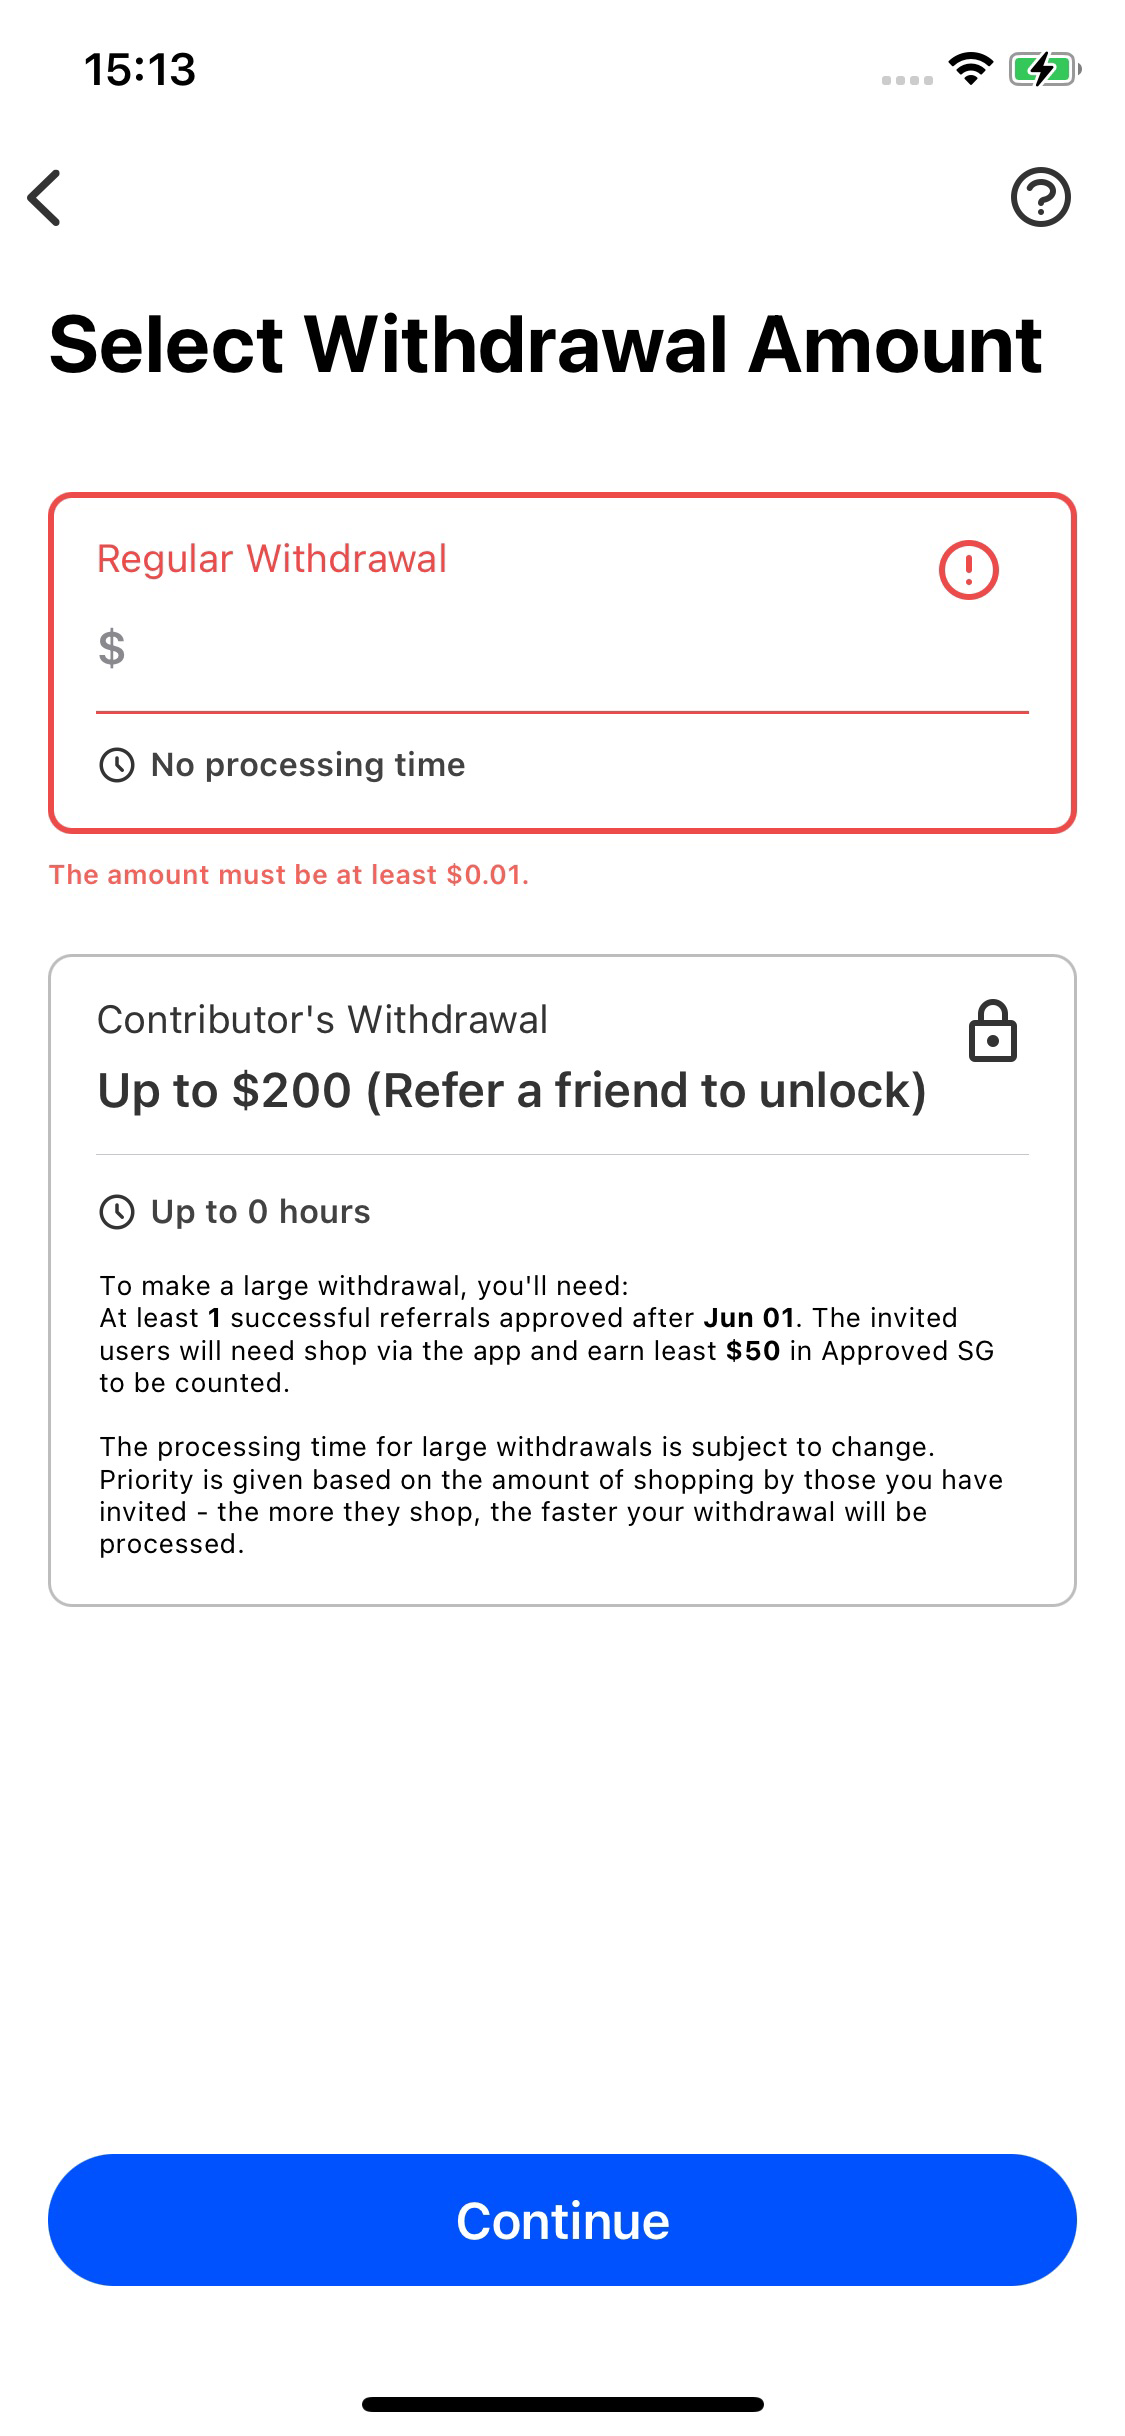 15:13
Select Withdrawal Amount
Regular Withdrawal
$
No processing time
The amount must be at least $0.01.
Contributor's Withdrawal
Up to $200 (Refer a friend to unlock)
Up to 0 hours
To make a large withdrawal, you'll need:
At least 1 successful referrals approved after Jun 01. The invited
users will need shop via the app and earn least $50 in Approved SG
to be counted.
The processing time for large withdrawals is subject to change.
Priority is given based on the amount of shopping by those you have
invited - the more they shop, the faster your withdrawal will be
processed.
Continue